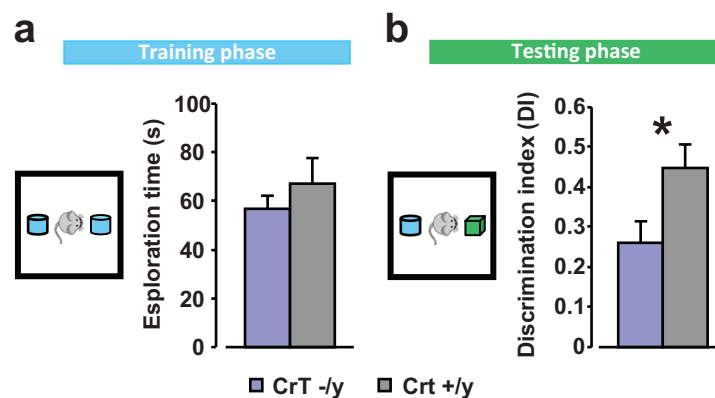 a
Training phase
Esploration time (s)
100
80
60
40
20
0
b
Testing phase
Discrimination index (DI)
0.6
0.5
0.4
0.3
0.2
0.1
0
*
CrT -/y
Crt +/y